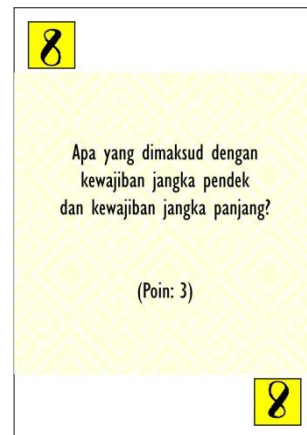 8
Apa yang dimaksud dengan
kewajiban jangka pendek
dan kewajiban jangka panjang?
(Poin: 3)
8